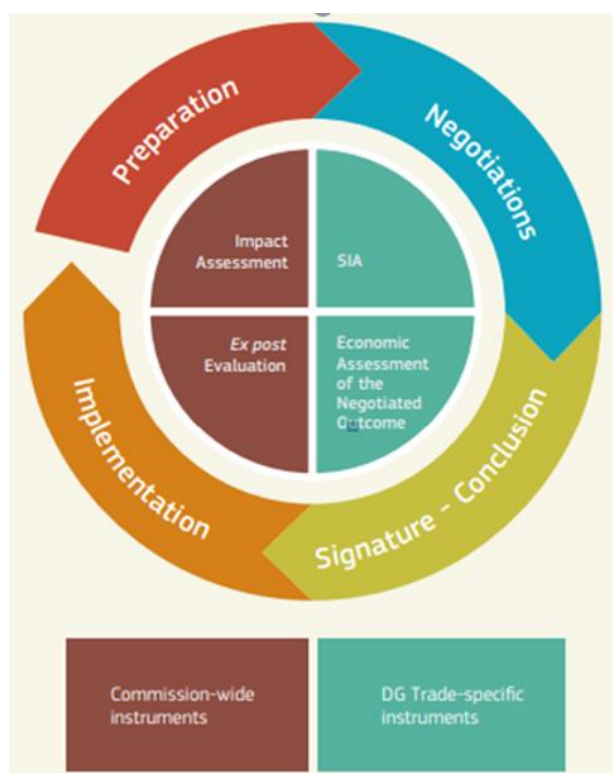 Preparation
Negotiations
Impact
Assessment
SIA
Ex post
Evaluation
Economic
Assessment
of the
Negotiated
Outcome
Implementation
Signature - Conclusion
Commission-wide
instruments
DG Trade-specific
instruments